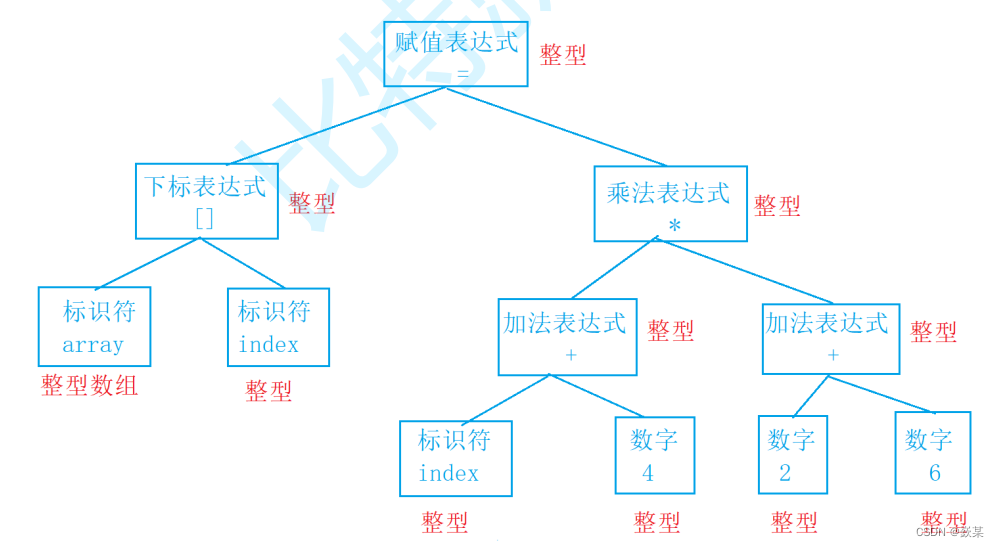 赋值表达式
=
整型
下标表达式
[]
整型
乘法表达式
*
整型
标识符
array
整型数组
标识符
index
整型
加法表达式
+
整型
加法表达式
+
整型
标识符
index
整型
数字
4
整型
数字
2
整型
数字
6
整型
比特